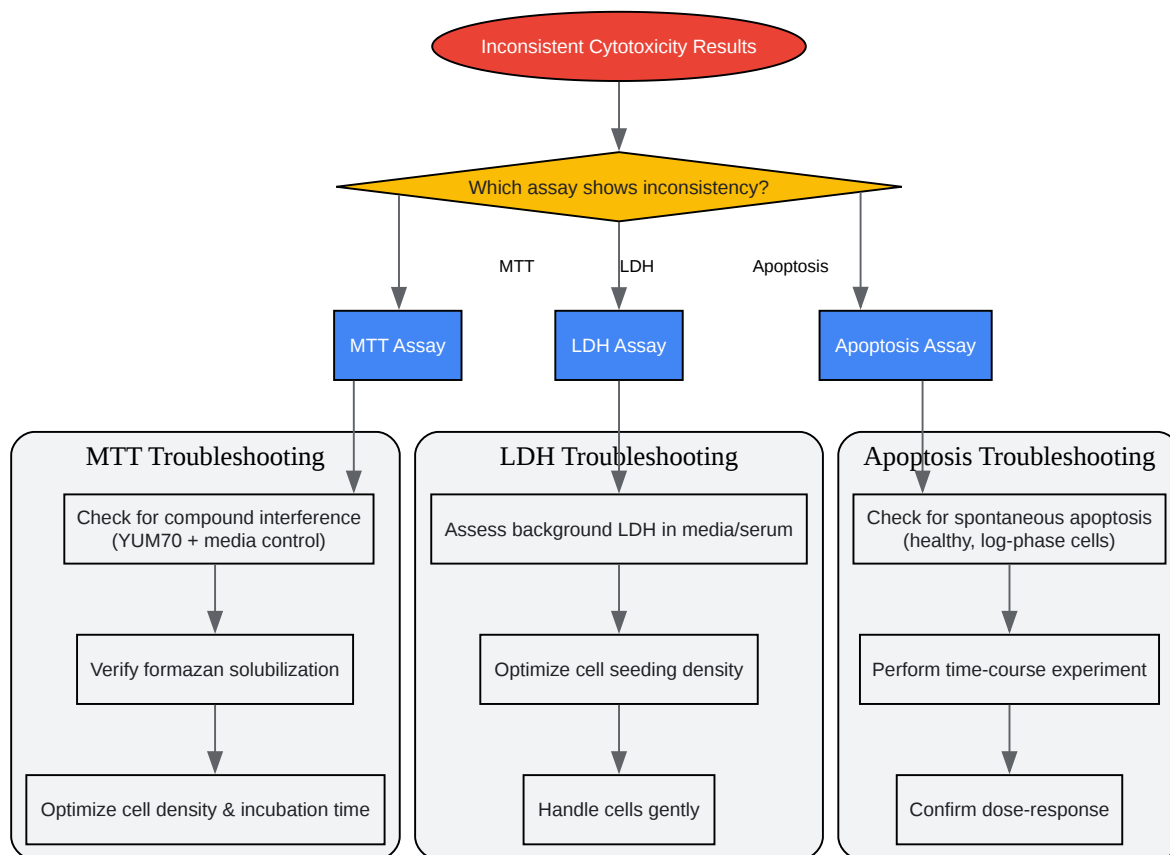 Inconsistent Cytotoxicity Results
Which assay shows inconsistency?
MTT
LDH
Apoptosis
MTT Assay
LDH Assay
Apoptosis Assay
MTT Troubleshooting
LDH Troubleshooting
Apoptosis Troubleshooting
Check for compound interference
(YUM70 + media control)
Assess background LDH in media/serum
Check for spontaneous apoptosis
(healthy, log-phase cells)
Verify formazan solubilization
Optimize cell seeding density
Perform time-course experiment
Optimize cell density & incubation time
Handle cells gently
Confirm dose-response